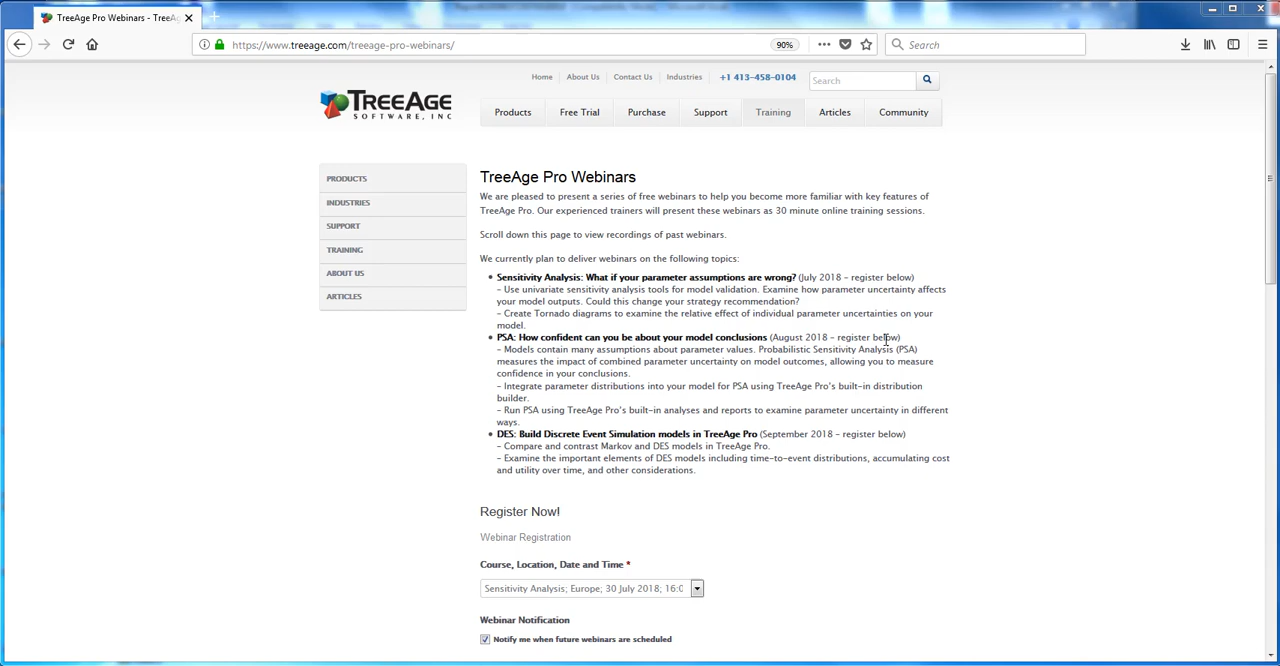 TreeAge Pro Webinars - TreeAg
https://www.treeage.com/treeage-pro-webinars/
90%
Search
Home About Us Contact Us Industries +1 413-458-0104 Search
TREEAGE
SOFTWARE, INC
Products Free Trial Purchase Support Training Articles Community
PRODUCTS
INDUSTRIES
SUPPORT
TRAINING
ABOUT US
ARTICLES
TreeAge Pro Webinars
We are pleased to present a series of free webinars to help you become more familiar with key features of
TreeAge Pro. Our experienced trainers will present these webinars as 30 minute online training sessions.
Scroll down this page to view recordings of past webinars.
We currently plan to deliver webinars on the following topics:
• Sensitivity Analysis: What if your parameter assumptions are wrong? (July 2018 – register below)
– Use univariate sensitivity analysis tools for model validation. Examine how parameter uncertainty affects
your model outputs. Could this change your strategy recommendation?
– Create Tornado diagrams to examine the relative effect of individual parameter uncertainties on your
model.
• PSA: How confident can you be about your model conclusions (August 2018 – register below)
– Models contain many assumptions about parameter values. Probabilistic Sensitivity Analysis (PSA)
measures the impact of combined parameter uncertainty on model outcomes, allowing you to measure
confidence in your conclusions.
– Integrate parameter distributions into your model for PSA using TreeAge Pro's built-in distribution
builder.
– Run PSA using TreeAge Pro's built-in analyses and reports to examine parameter uncertainty in different
ways.
• DES: Build Discrete Event Simulation models in TreeAge Pro (September 2018 – register below)
– Compare and contrast Markov and DES models in TreeAge Pro.
– Examine the important elements of DES models including time-to-event distributions, accumulating cost
and utility over time, and other considerations.
Register Now!
Webinar Registration
Course, Location, Date and Time *
Sensitivity Analysis; Europe; 30 July 2018; 16:0
Webinar Notification
Notify me when future webinars are scheduled